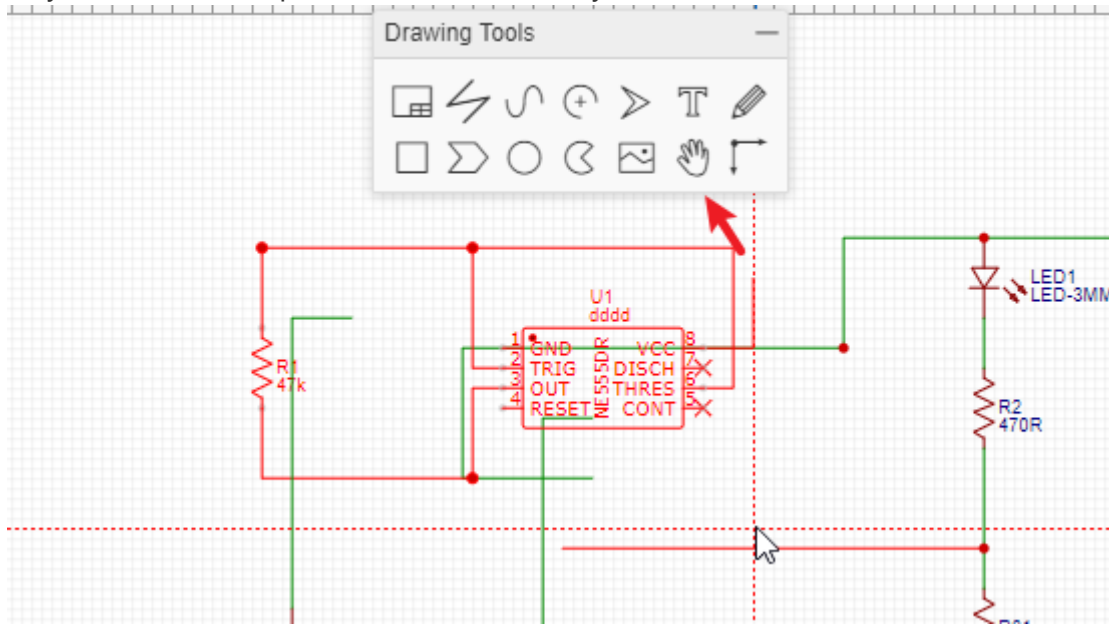 Drawing Tools
T
LED1
LED-3MM
U1
dddd
1 GND VCC 8
2 TRIG DISCH 7
3 OUT THRES 6
4 RESET CONT 5
NE555DR
R1
47k
R2
470R